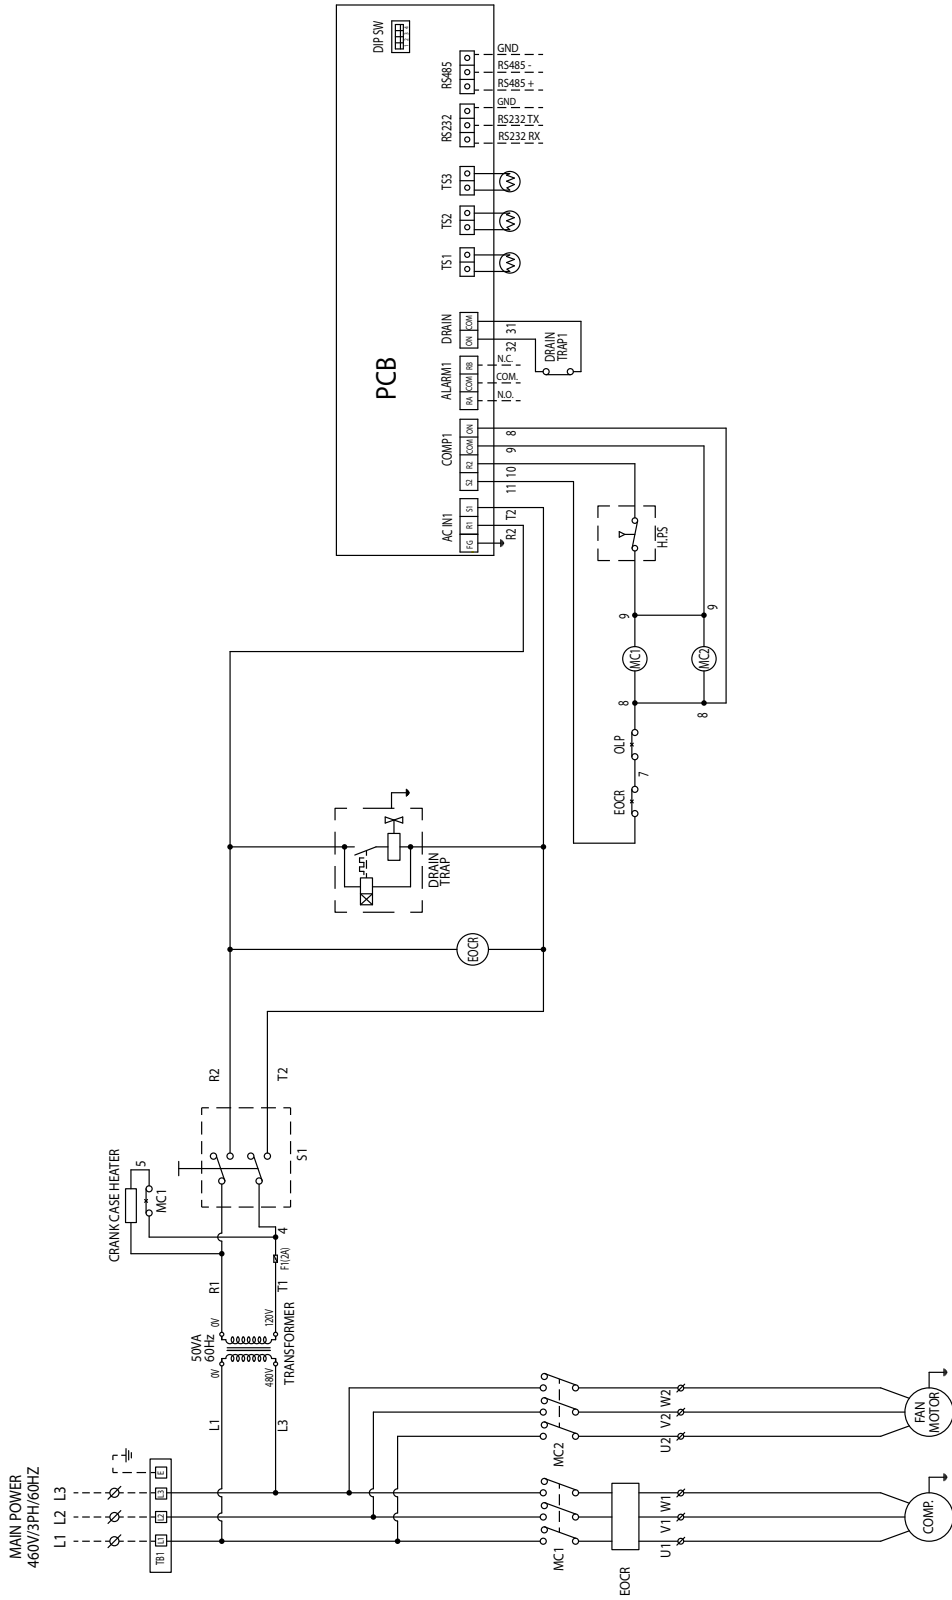 MAIN POWER
460V/3PH/60HZ
L1
L2
L3
TB1
L1
L2
L3
E
L1
L3
50VA
60Hz
0V
0V
480V
120V
TRANSFORMER
R1
T1
F1(2A)
4
CRANK CASE HEATER
5
MC1
S1
R2
T2
MC1
MC2
EOCR
U1
V1
W1
U2
V2
W2
COMP.
FAN
MOTOR
EOCR
DRAIN
TRAP
EOCR
7
OLP
8
8
MC1
MC2
9
9
H.P.S
PCB
AC IN1
FG
R1
S1
R2
T2
COMP1
S2
R2
COM
ON
11
10
9
8
ALARM1
RA
COM
RB
N.O.
COM.
N.C.
DRAIN
ON
COM
32
31
DRAIN
TRAP1
TS1
TS2
TS3
RS232
RS232 RX
RS232 TX
GND
RS485
RS485 +
RS485 -
GND
DIP SW
1 2 3 4